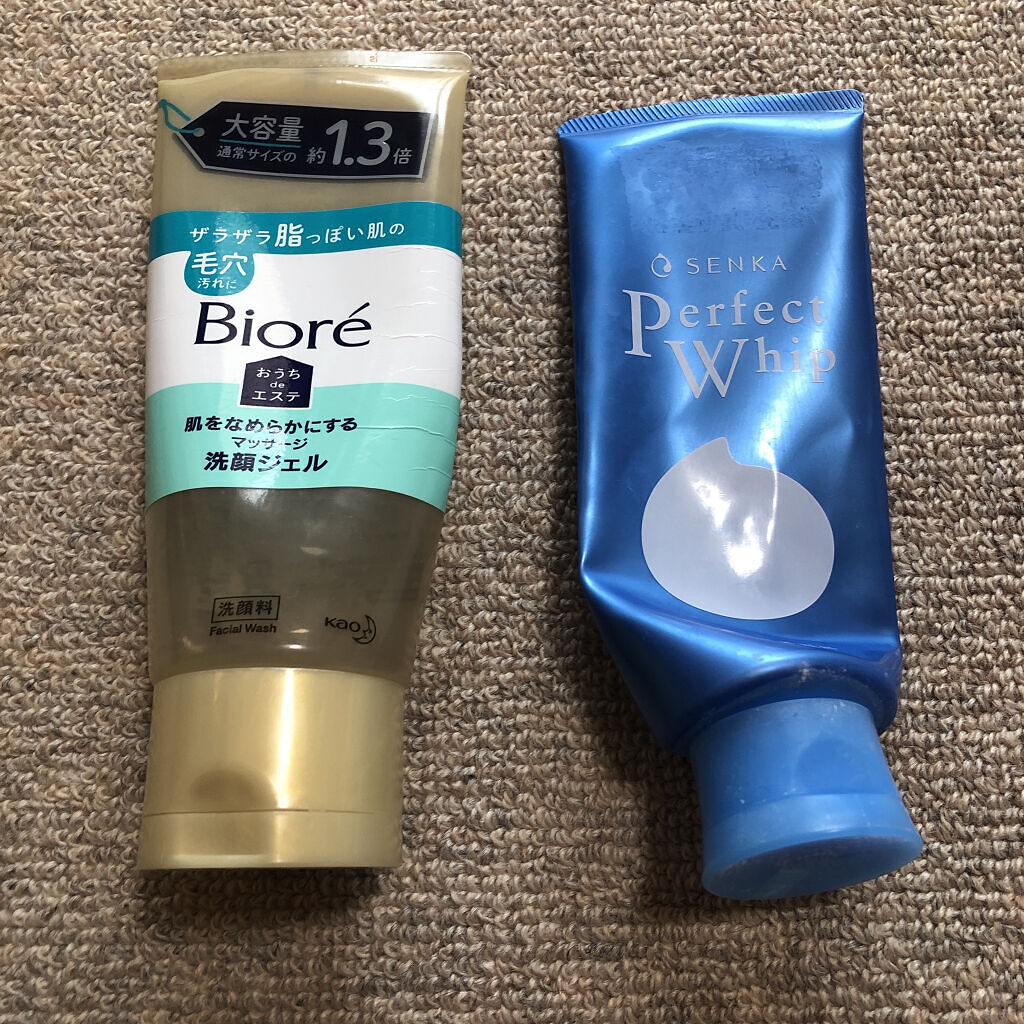 大容量
通常サイズの 約1.3倍
ザラザラ脂っぽい肌の
毛穴
汚れに
Bioré
おうち
de
エステ
肌をなめらかにする
マッサージ
洗顔ジェル
洗顔料
Facial Wash
Kao
SENKA
Perfect
Whip